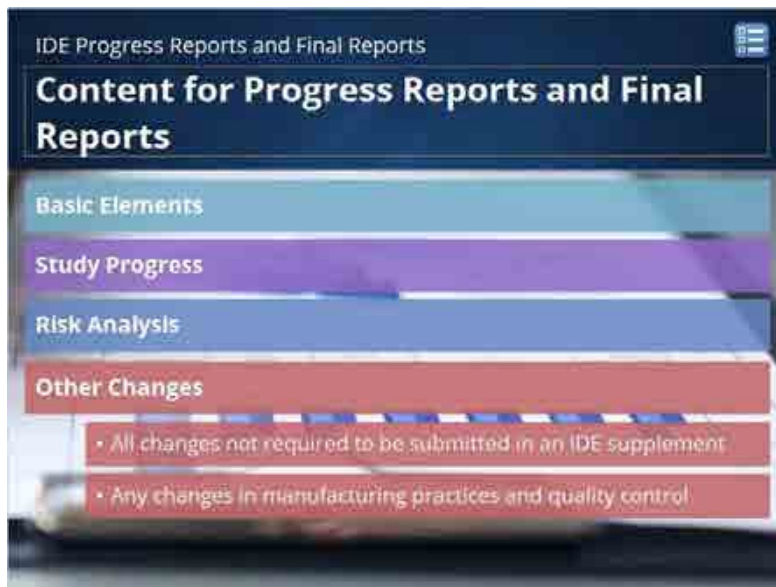 IDE Progress Reports and Final Reports
Content for Progress Reports and Final
Reports
Basic Elements
Study Progress
Risk Analysis
Other Changes
• All changes not required to be submitted in an IDE supplement
• Any changes in manufacturing practices and quality control